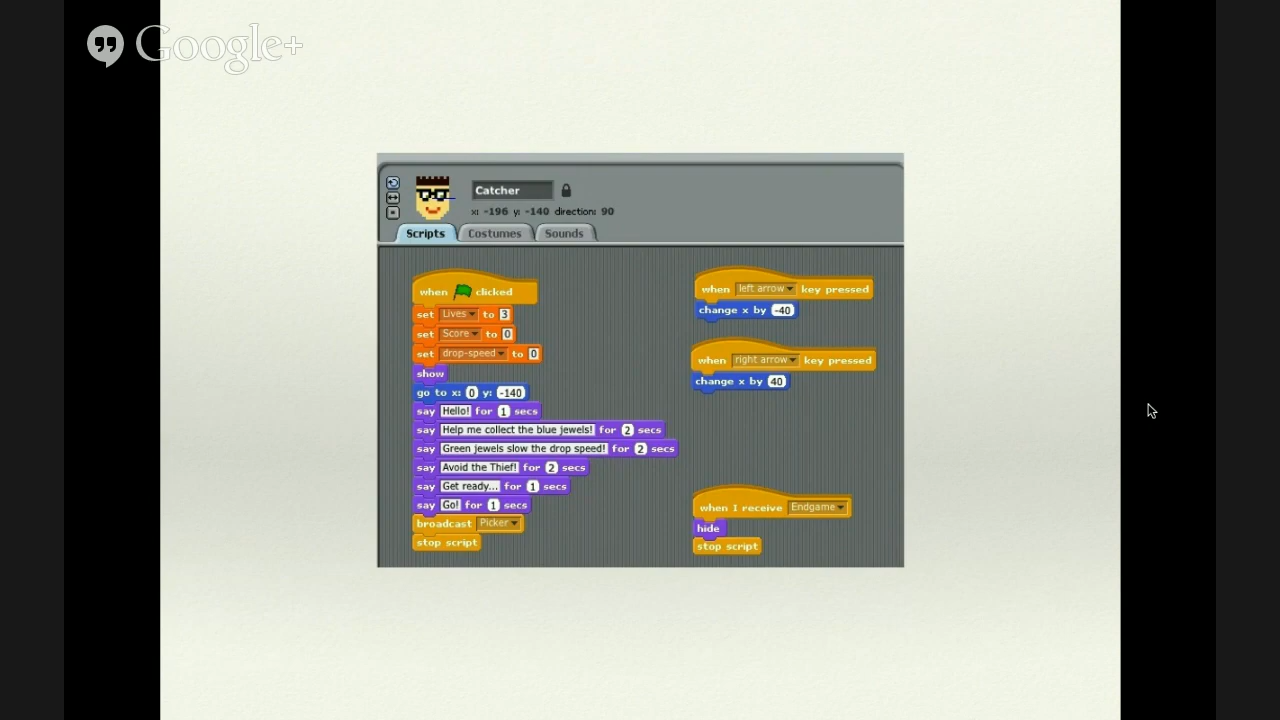 Google+
Catcher
x: -196 y: -140 direction: 90
Scripts Costumes Sounds
when clicked
set Lives to 3
set Score to 0
set drop-speed to 0
show
go to x: 0 y: -140
say Hello! for 1 secs
say Help me collect the blue jewels! for 2 secs
say Green jewels slow the drop speed! for 2 secs
say Avoid the Thief! for 2 secs
say Get ready... for 1 secs
say Go! for 1 secs
broadcast Picker
stop script
when left arrow key pressed
change x by -40
when right arrow key pressed
change x by 40
when I receive Endgame
hide
stop script